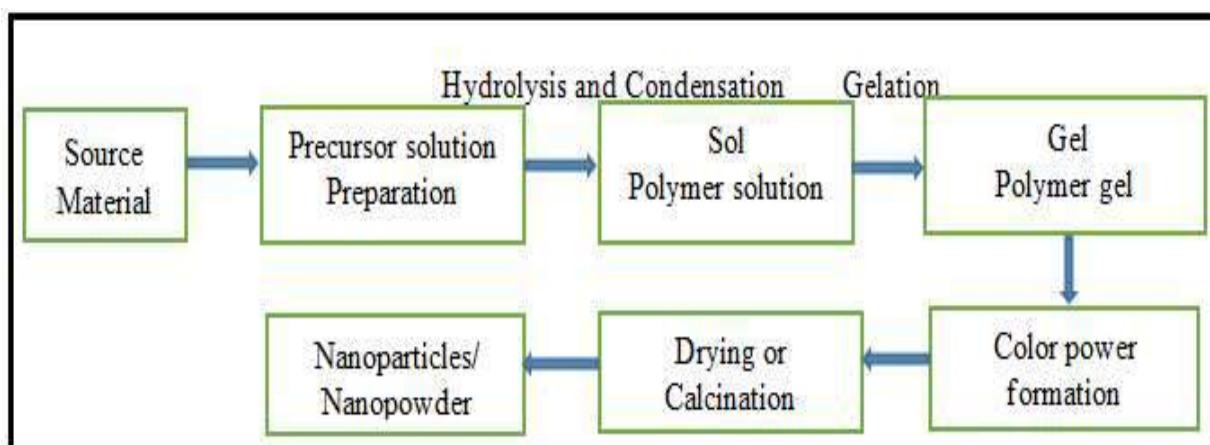 Hydrolysis and Condensation
Gelation
Source
Material
Precursor solution
Preparation
Sol
Polymer solution
Gel
Polymer gel
Color power
formation
Drying or
Calcination
Nanoparticles/
Nanopowder